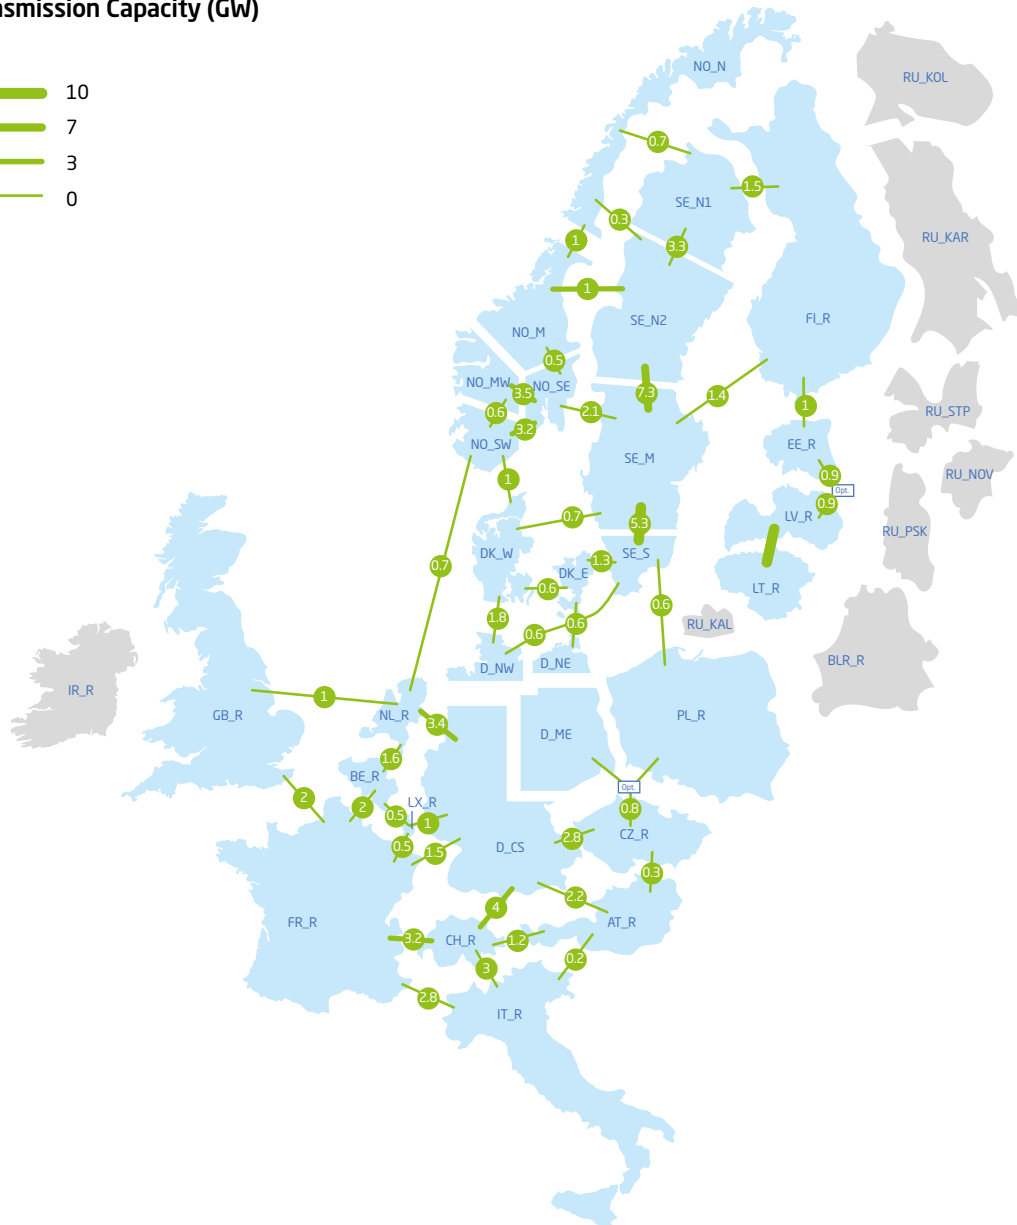 nsmission Capacity (GW)
10
7
3
0
NO_N
RU_KOL
0.7
1.5
SE_N1
0.3
1
3.3
RU_KAR
1
NO_M
SE_N2
FI_R
0.5
NO_MW
3.5
NO_SE
7.3
1.4
0.6
2.1
1
RU_STP
3.2
NO_SW
EE_R
SE_M
1
0.9
RU_NOV
Opt.
0.9
LV_R
0.7
5.3
RU_PSK
DK_W
SE_S
1.3
0.7
DK_E
LT_R
0.6
0.6
1.8
0.6
0.6
RU_KAL
D_NW
D_NE
BLR_R
IR_R
1
GB_R
NL_R
3.4
D_ME
PL_R
1.6
BE_R
Opt.
2
2
LX_R
0.5
1
0.8
CZ_R
2.8
0.5
1.5
D_CS
0.3
2.2
4
FR_R
AT_R
3.2
CH_R
1.2
0.2
3
2.8
IT_R